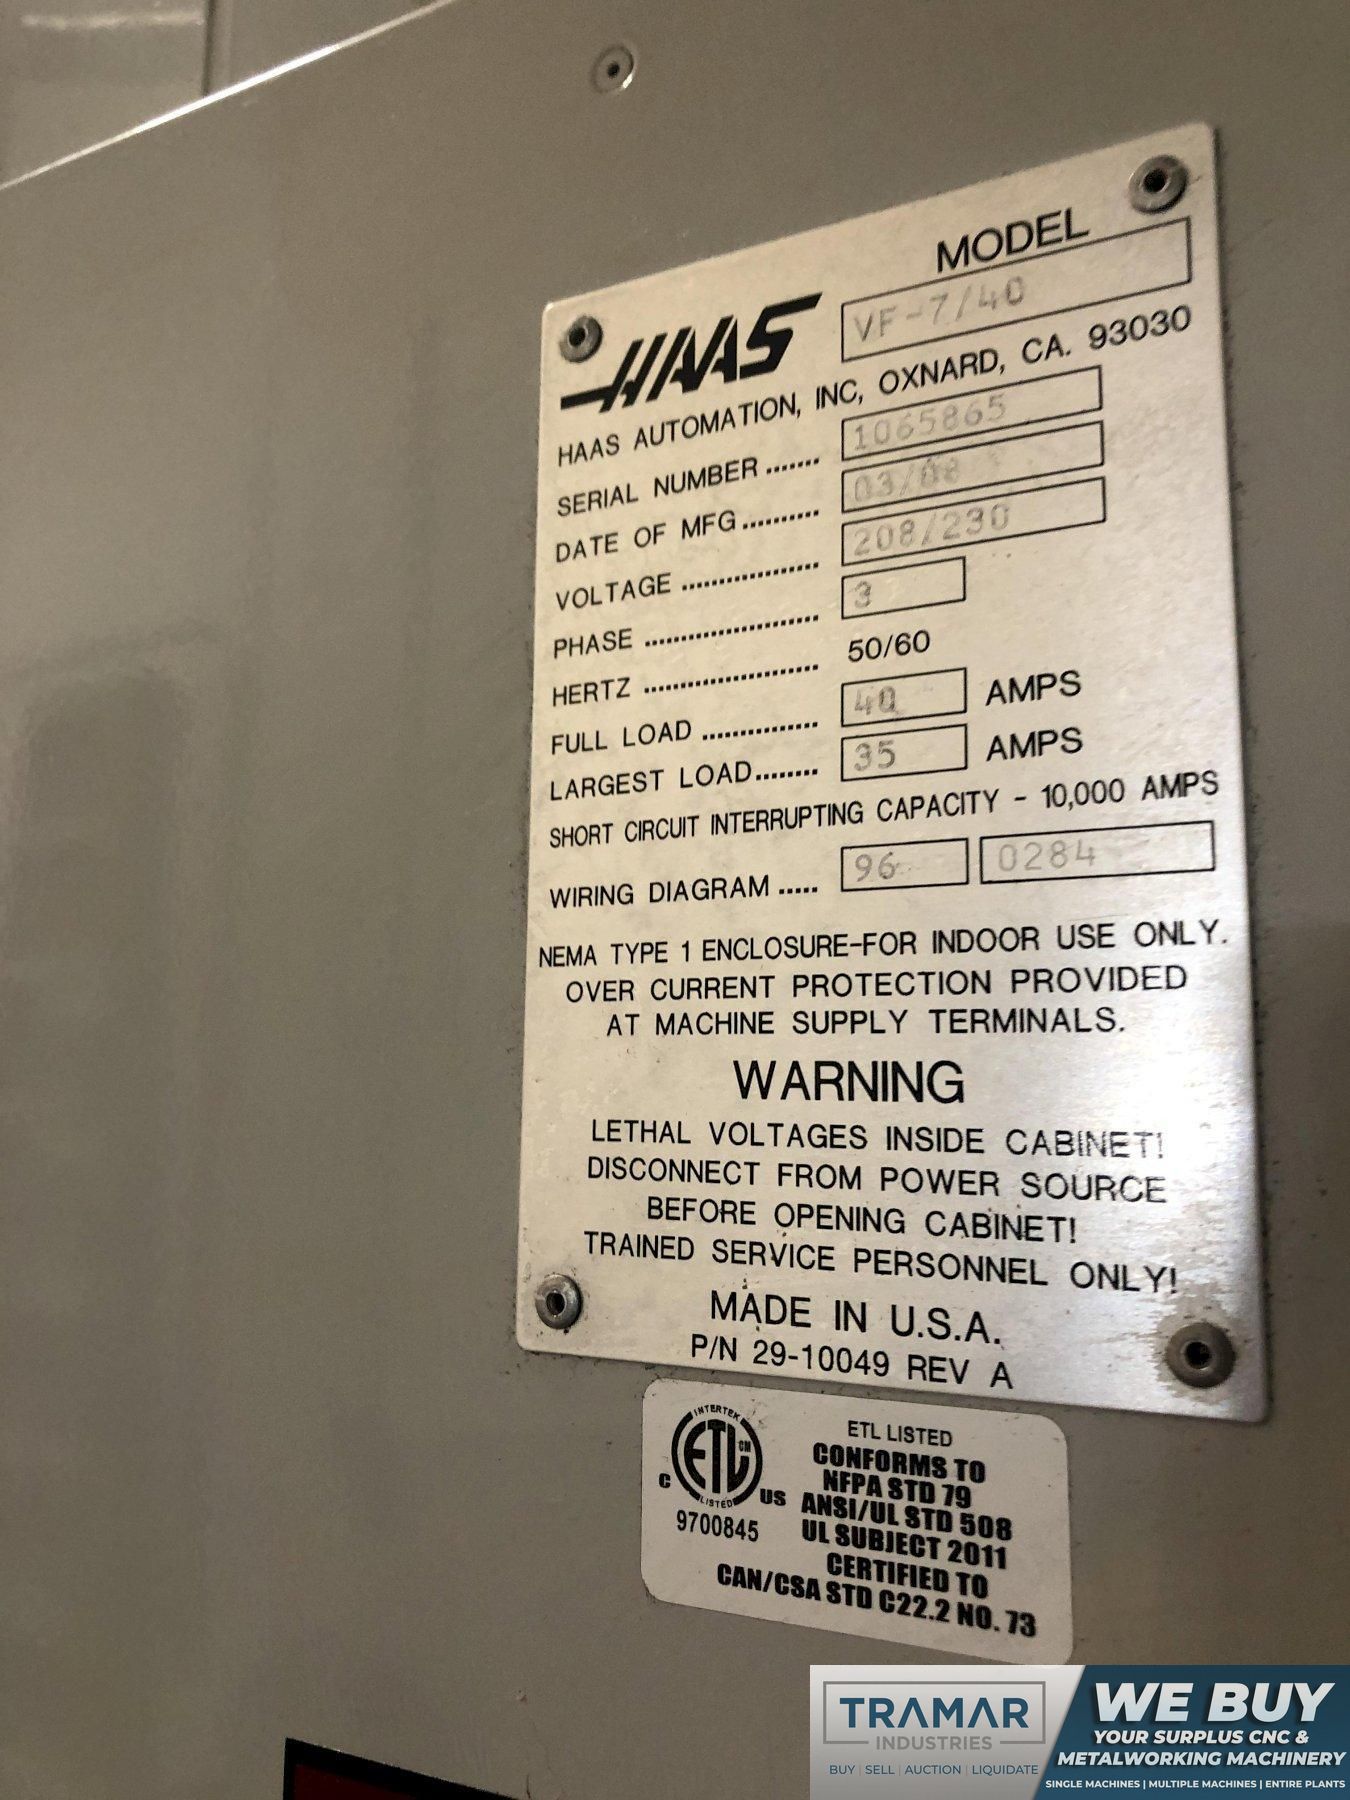 MODEL
HAAS
VF-7/40
HAAS AUTOMATION, INC, OXNARD, CA. 93030
SERIAL NUMBER ....... 1065865
DATE OF MFG .......... 03/08
VOLTAGE ................... 208/230
PHASE ........................ 3
HERTZ ........................ 50/60
FULL LOAD ................ 40 AMPS
LARGEST LOAD........ 35 AMPS
SHORT CIRCUIT INTERRUPTING CAPACITY - 10,000 AMPS
WIRING DIAGRAM ..... 96 0284
NEMA TYPE 1 ENCLOSURE-FOR INDOOR USE ONLY.
OVER CURRENT PROTECTION PROVIDED
AT MACHINE SUPPLY TERMINALS.
WARNING
LETHAL VOLTAGES INSIDE CABINET!
DISCONNECT FROM POWER SOURCE
BEFORE OPENING CABINET!
TRAINED SERVICE PERSONNEL ONLY!
MADE IN U.S.A.
P/N 29-10049 REV A
INTERTEK
ETL CM
LISTED
C US
9700845
ETL LISTED
CONFORMS TO
NFPA STD 79
ANSI/UL STD 508
UL SUBJECT 2011
CERTIFIED TO
CAN/CSA STD C22.2 NO. 73
TRAMAR
INDUSTRIES
BUY | SELL | AUCTION | LIQUIDATE
WE BUY
YOUR SURPLUS CNC &
METALWORKING MACHINERY
SINGLE MACHINES | MULTIPLE MACHINES | ENTIRE PLANTS